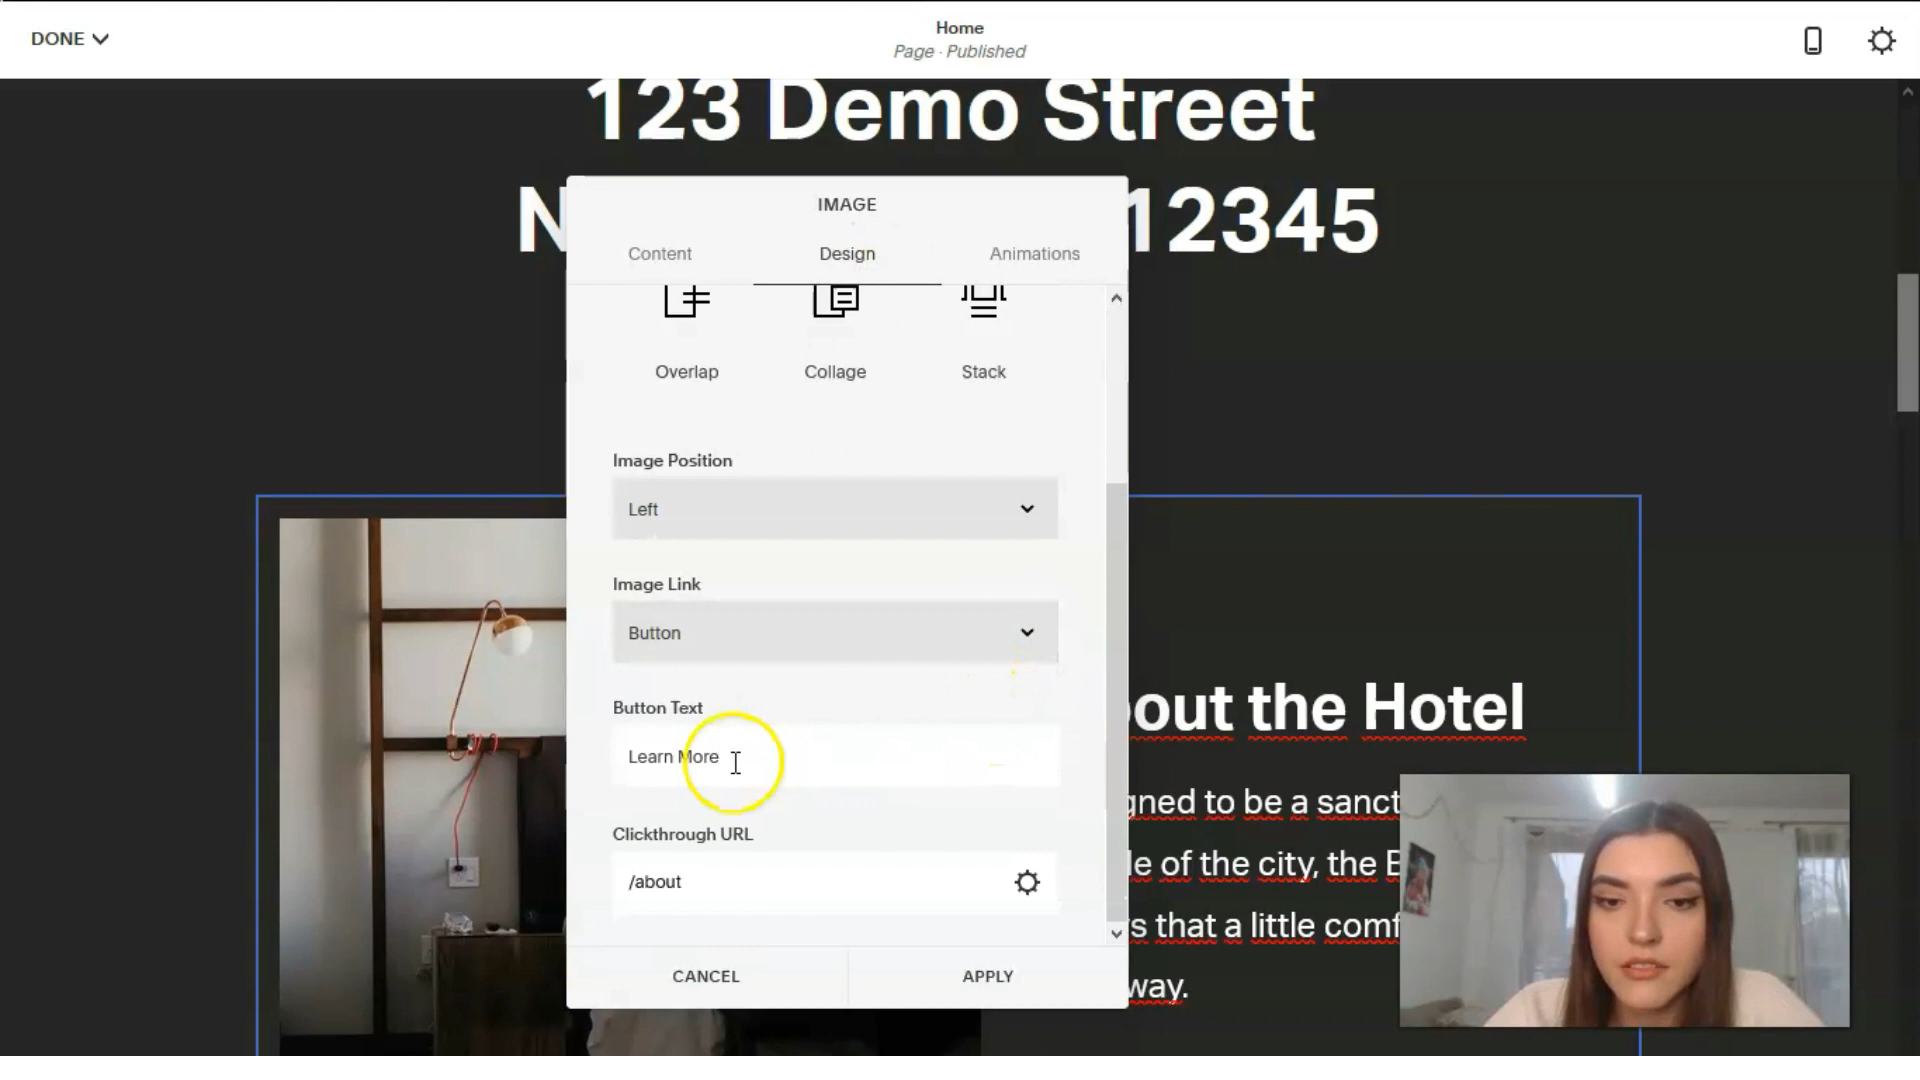 DONE
Home
Page · Published
123 Demo Street
N 12345
IMAGE
Content Design Animations
Overlap Collage Stack
Image Position
Left
Image Link
Button
Button Text
Learn More
Clickthrough URL
/about
CANCEL APPLY
out the Hotel
gned to be a sanct
le of the city, the
s that a little comf
way.